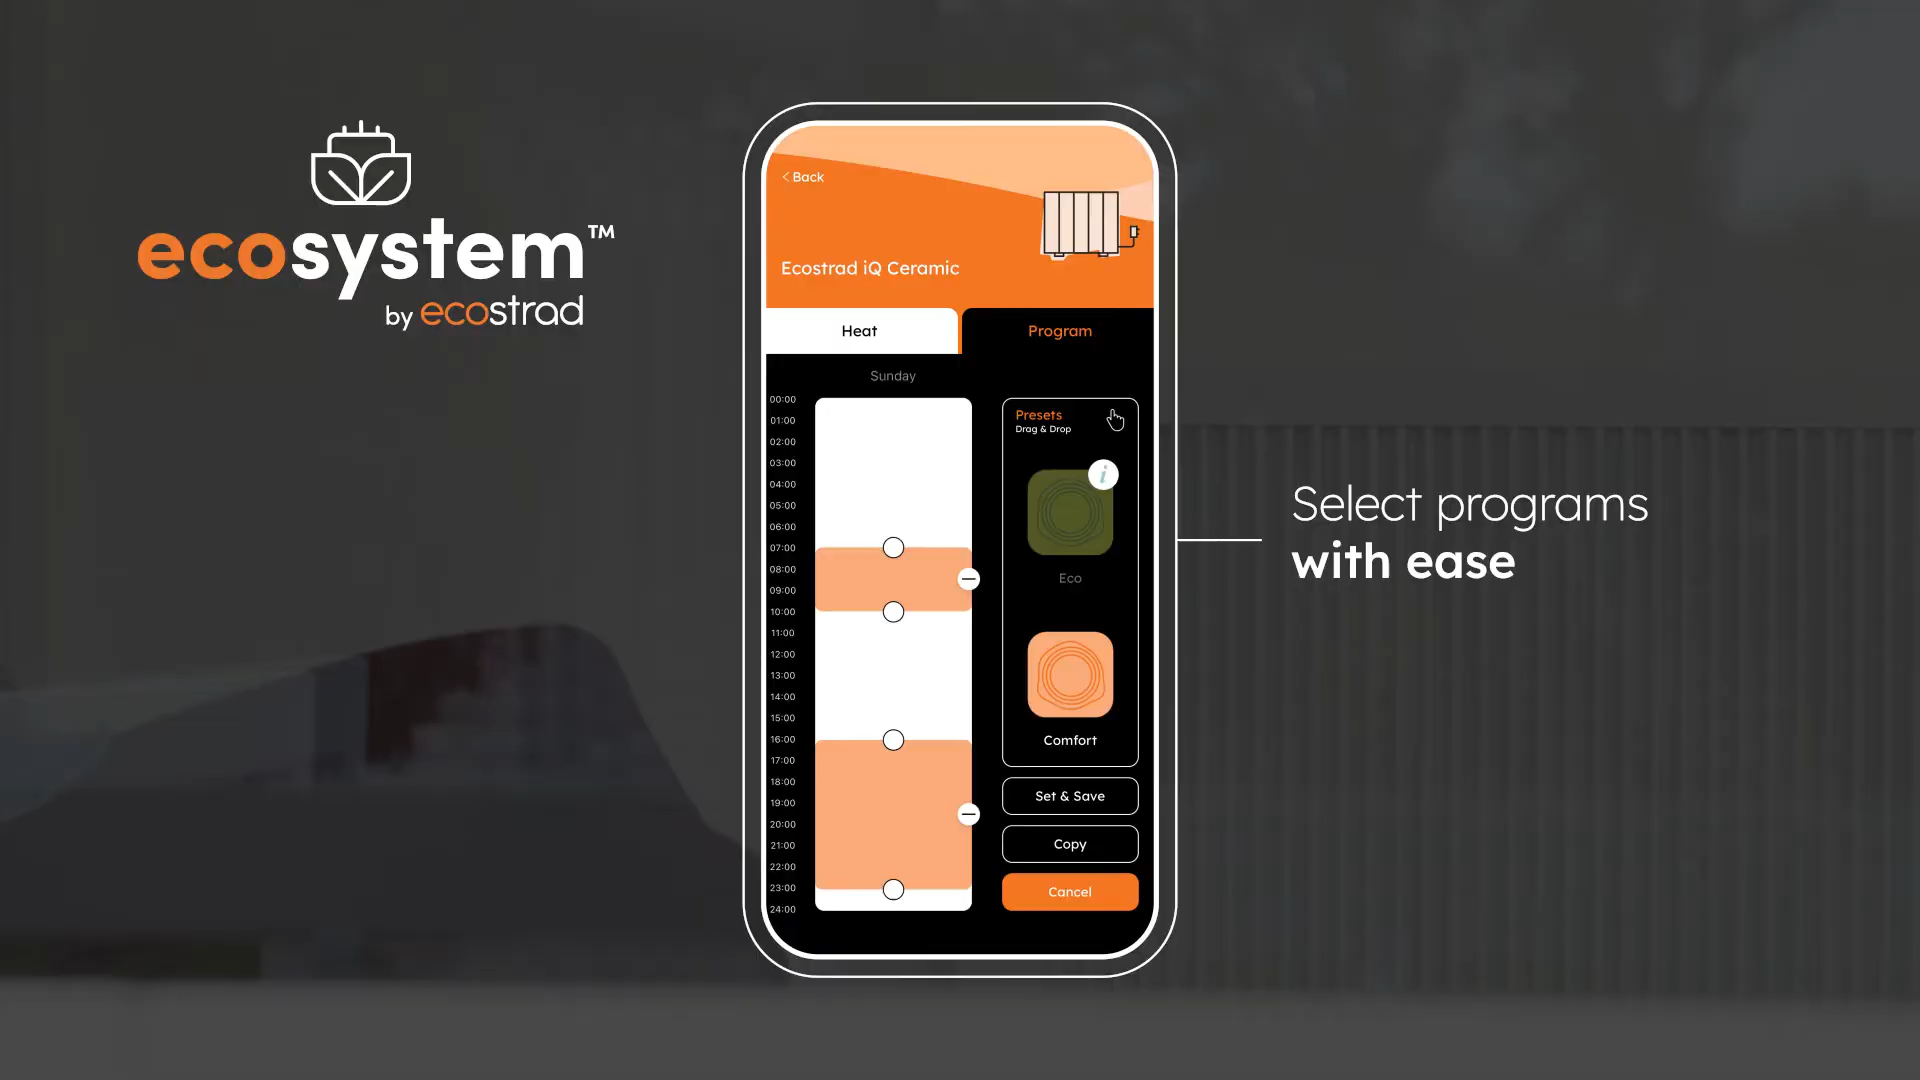 ecosystem™
by ecostrad
< Back
Ecostrad iQ Ceramic
Heat
Program
Sunday
00:00
01:00
02:00
03:00
04:00
05:00
06:00
07:00
08:00
09:00
10:00
11:00
12:00
13:00
14:00
15:00
16:00
17:00
18:00
19:00
20:00
21:00
22:00
23:00
24:00
Presets
Drag & Drop
i
Eco
Comfort
Set & Save
Copy
Cancel
Select programs
with ease